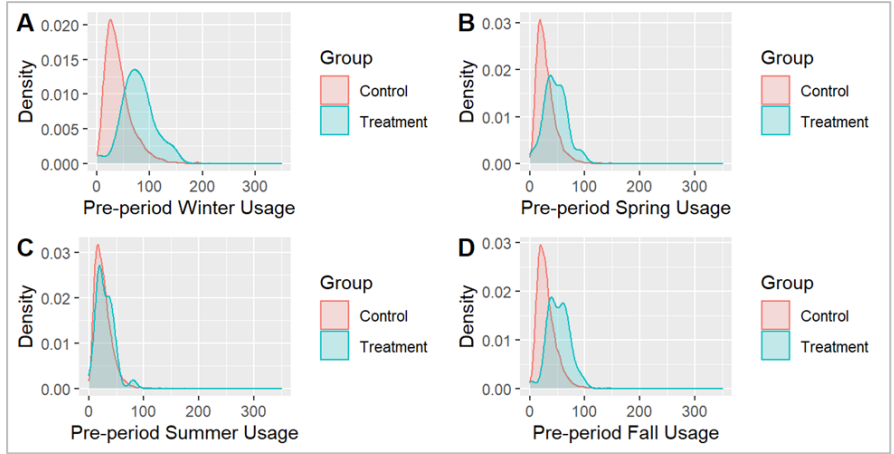 A
Density
0.020
0.015
0.010
0.005
0.000
0
100
200
300
Pre-period Winter Usage
Group
Control
Treatment
B
Density
0.03
0.02
0.01
0.00
0
100
200
300
Pre-period Spring Usage
Group
Control
Treatment
C
Density
0.03
0.02
0.01
0.00
0
100
200
300
Pre-period Summer Usage
Group
Control
Treatment
D
Density
0.03
0.02
0.01
0.00
0
100
200
300
Pre-period Fall Usage
Group
Control
Treatment